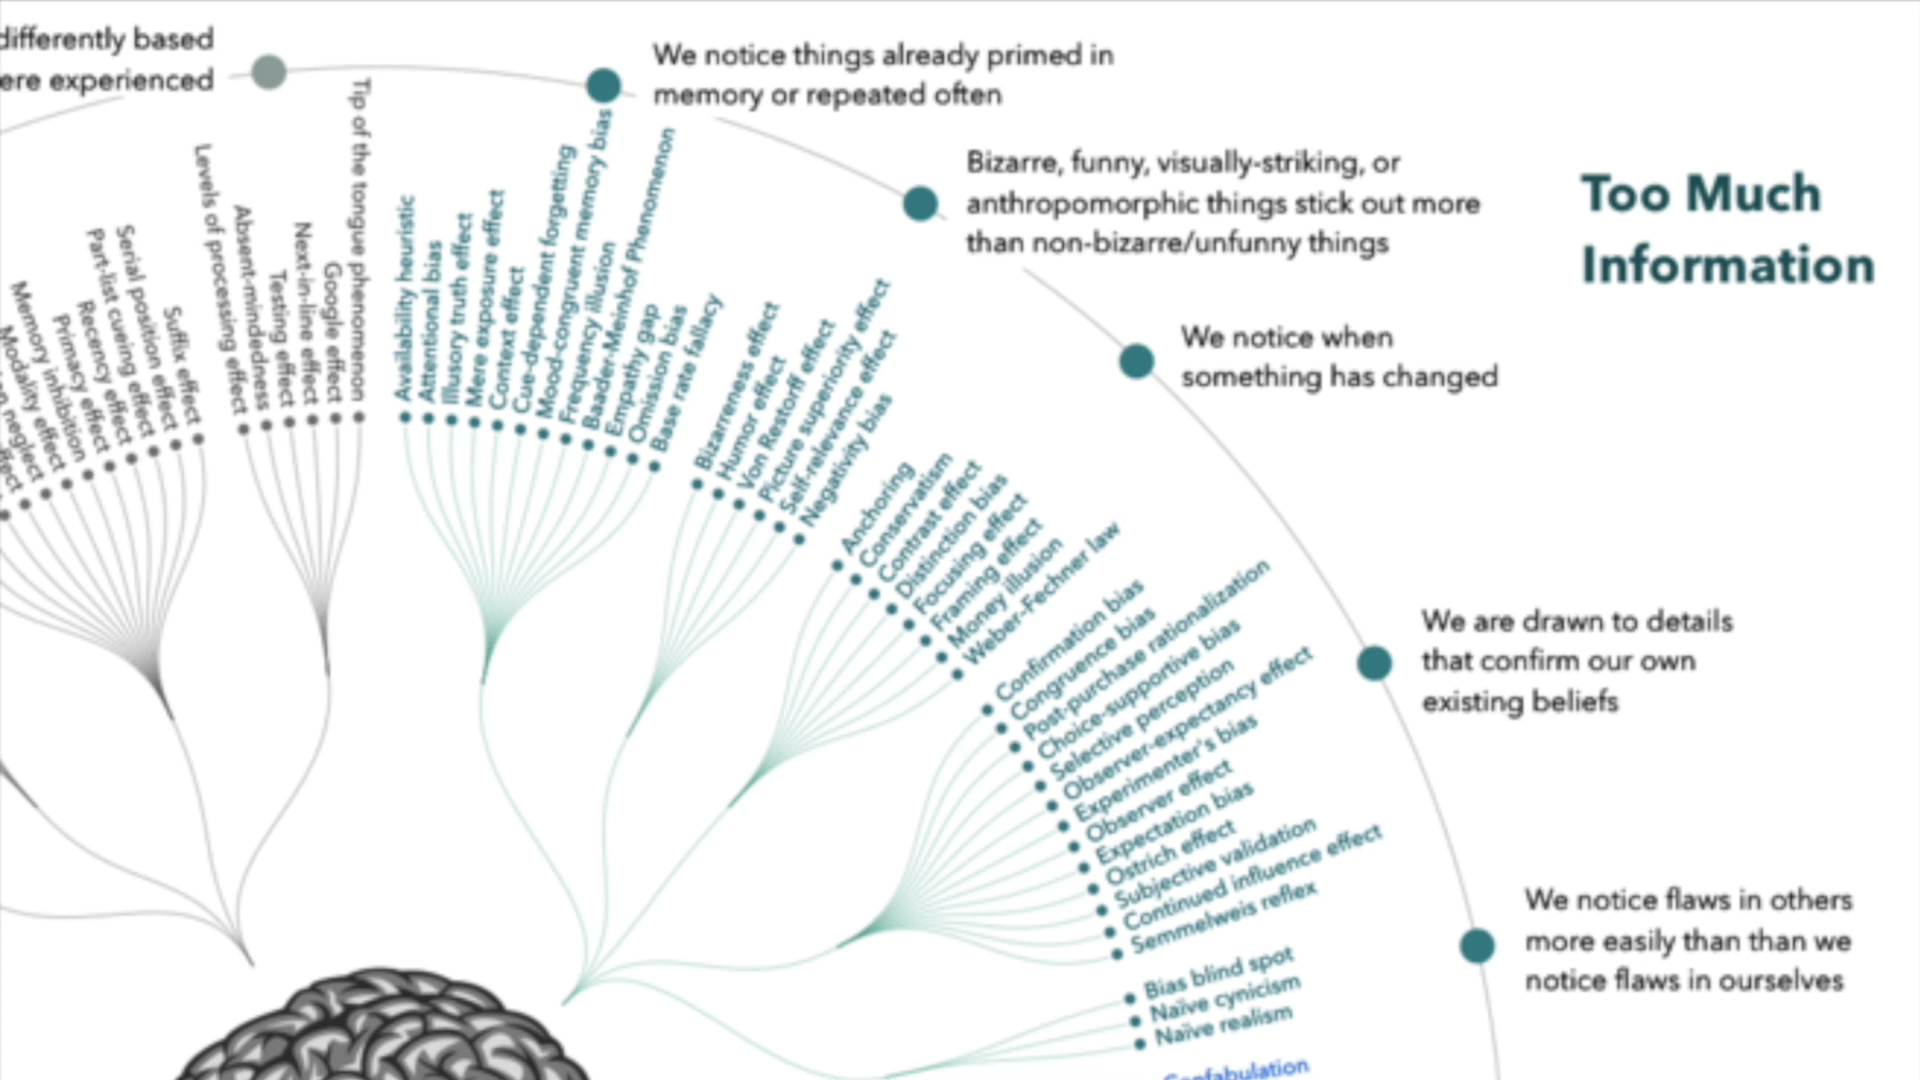 differently based
ere experienced
We notice things already primed in
memory or repeated often
Bizarre, funny, visually-striking, or
anthropomorphic things stick out more
than non-bizarre/unfunny things
Too Much
Information
We notice when
something has changed
We are drawn to details
that confirm our own
existing beliefs
We notice flaws in others
more easily than than we
notice flaws in ourselves
neglect
Modality effect
Memory inhibition
Primacy effect
Recency effect
Part-list cueing effect
Serial position effect
Suffix effect
Levels of processing effect
Absent-mindedness
Testing effect
Next-in-line effect
Google effect
Tip of the tongue phenomenon
Availability heuristic
Attentional bias
Illusory truth effect
Mere exposure effect
Context effect
Cue-dependent forgetting
Mood-congruent memory bias
Frequency illusion
Baader-Meinhof Phenomenon
Empathy gap
Omission bias
Base rate fallacy
Bizarreness effect
Humor effect
Von Restorff effect
Picture superiority effect
Self-relevance effect
Negativity bias
Anchoring
Conservatism
Contrast effect
Distinction bias
Focusing effect
Framing effect
Money illusion
Weber–Fechner law
Confirmation bias
Congruence bias
Post-purchase rationalization
Choice-supportive bias
Selective perception
Observer-expectancy effect
Experimenter's bias
Observer effect
Expectation bias
Ostrich effect
Subjective validation
Continued influence effect
Semmelweis reflex
Bias blind spot
Naïve cynicism
Naïve realism
Confabulation